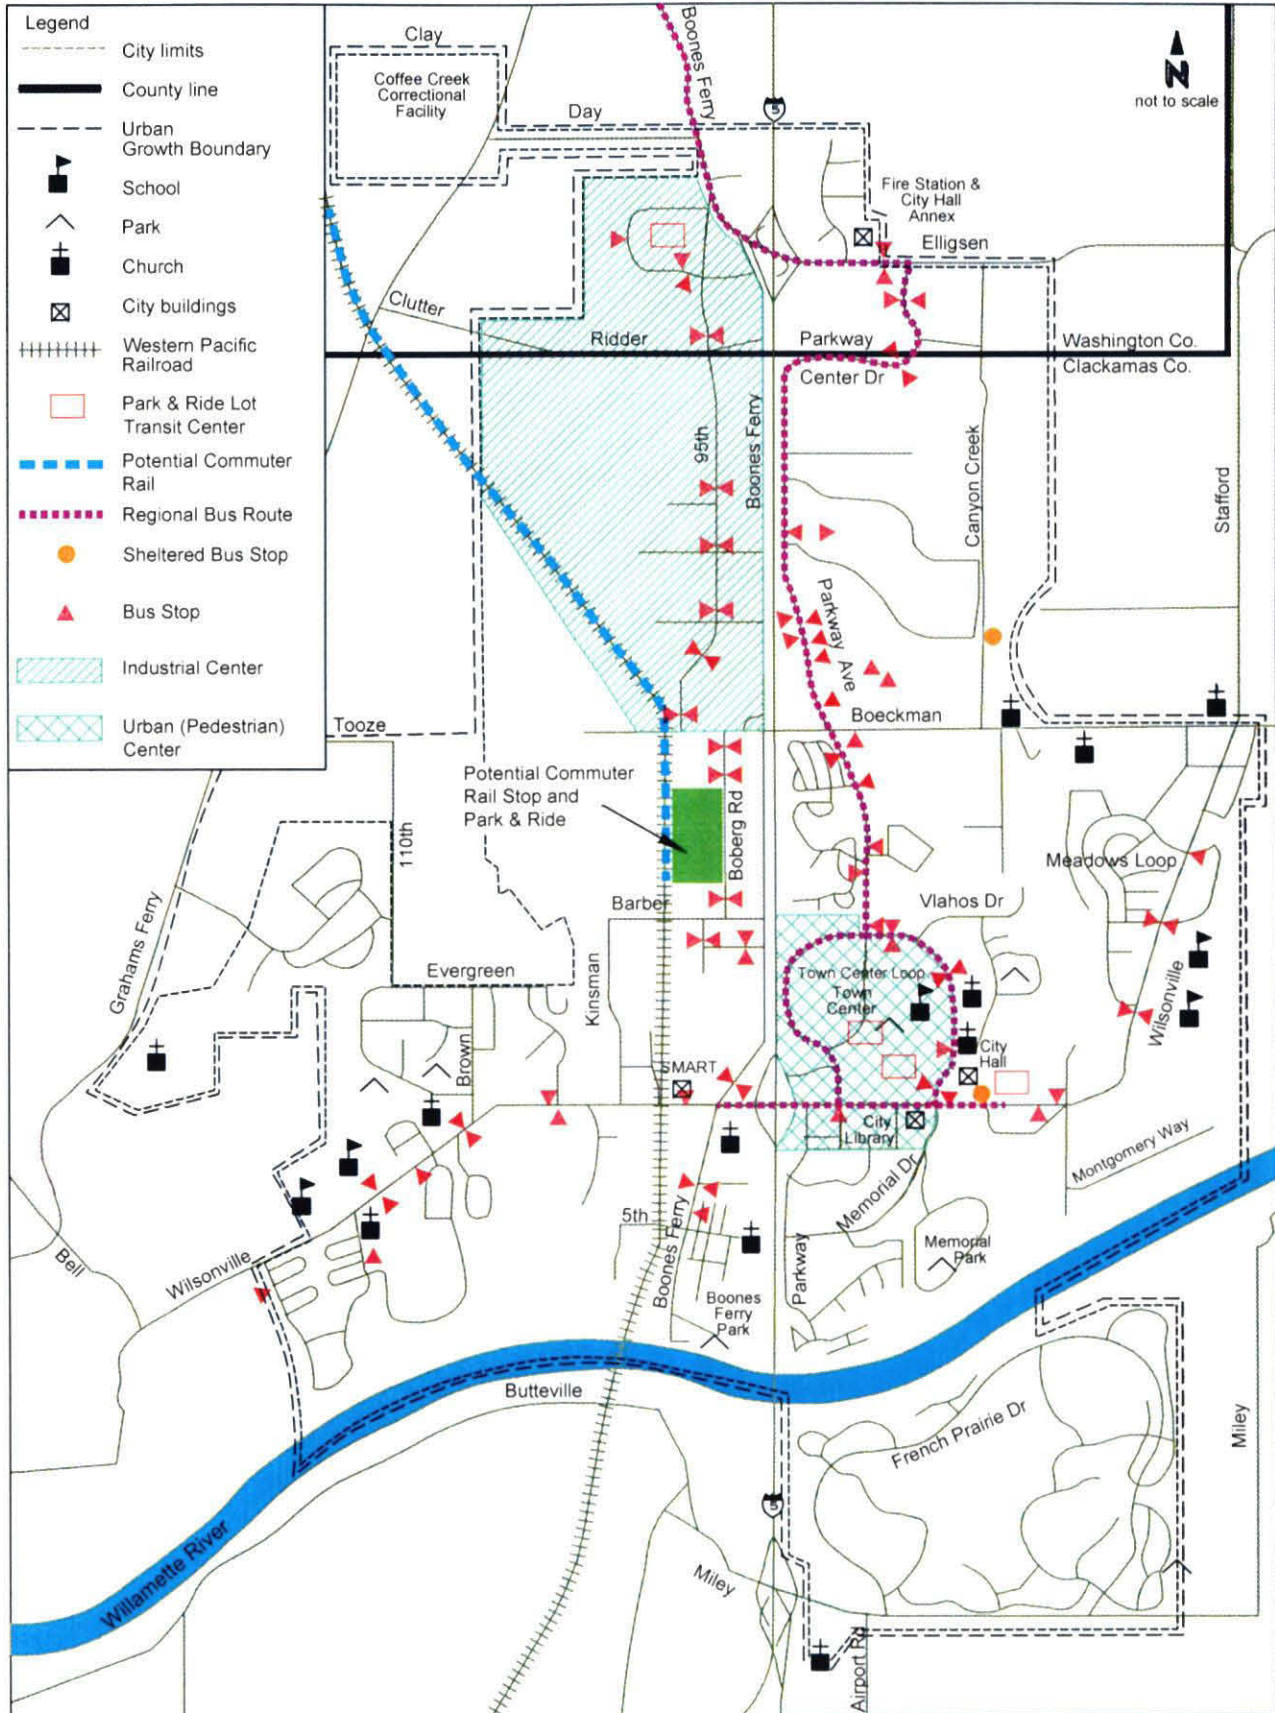 Legend
City limits
County line
Urban
Growth Boundary
School
Park
Church
City buildings
Western Pacific
Railroad
Park & Ride Lot
Transit Center
Potential Commuter
Rail
Regional Bus Route
Sheltered Bus Stop
Bus Stop
Industrial Center
Urban (Pedestrian)
Center
Clay
Coffee Creek
Correctional
Facility
Day
Boones Ferry
5
N
not to scale
Fire Station &
City Hall
Annex
Elligsen
Clutter
Ridder
Parkway
Center Dr
Washington Co.
Clackamas Co.
95th
Boones Ferry
Canyon Creek
Stafford
Parkway Ave
Boeckman
Tooze
Potential Commuter
Rail Stop and
Park & Ride
110th
Boberg Rd
Meadows Loop
Barber
Vlahos Dr
Grahams Ferry
Evergreen
Kinsman
Town Center Loop
Town
Center
Wilsonville
Brown
SMART
City
Hall
City
Library
Montgomery Way
Memorial Dr
5th
Boones Ferry
Parkway
Memorial
Park
Bell
Wilsonville
Boones
Ferry
Park
Butteville
French Prairie Dr
Miley
5
Willamette River
Miley
Airport Rd